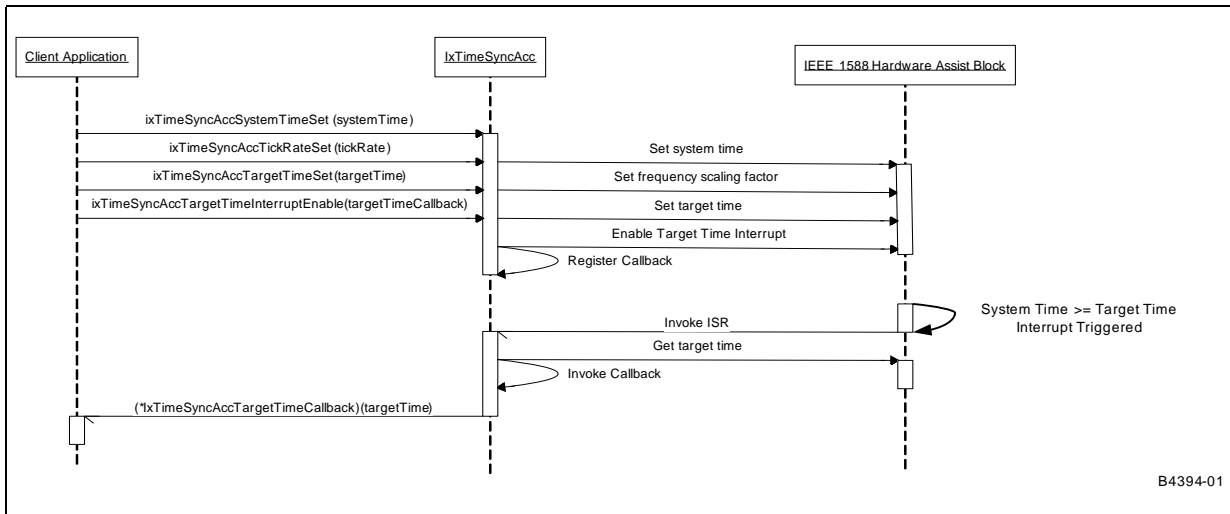 Client Application
IxTimeSyncAcc
IEEE 1588 Hardware Assist Block
ixTimeSyncAccSystemTimeSet (systemTime)
ixTimeSyncAccTickRateSet (tickRate)
Set system time
ixTimeSyncAccTargetTimeSet(targetTime)
Set frequency scaling factor
ixTimeSyncAccTargetTimeInterruptEnable(targetTimeCallback)
Set target time
Enable Target Time Interrupt
Register Callback
System Time >= Target Time
Interrupt Triggered
Invoke ISR
Get target time
Invoke Callback
(*IxTimeSyncAccTargetTimeCallback)(targetTime)
B4394-01